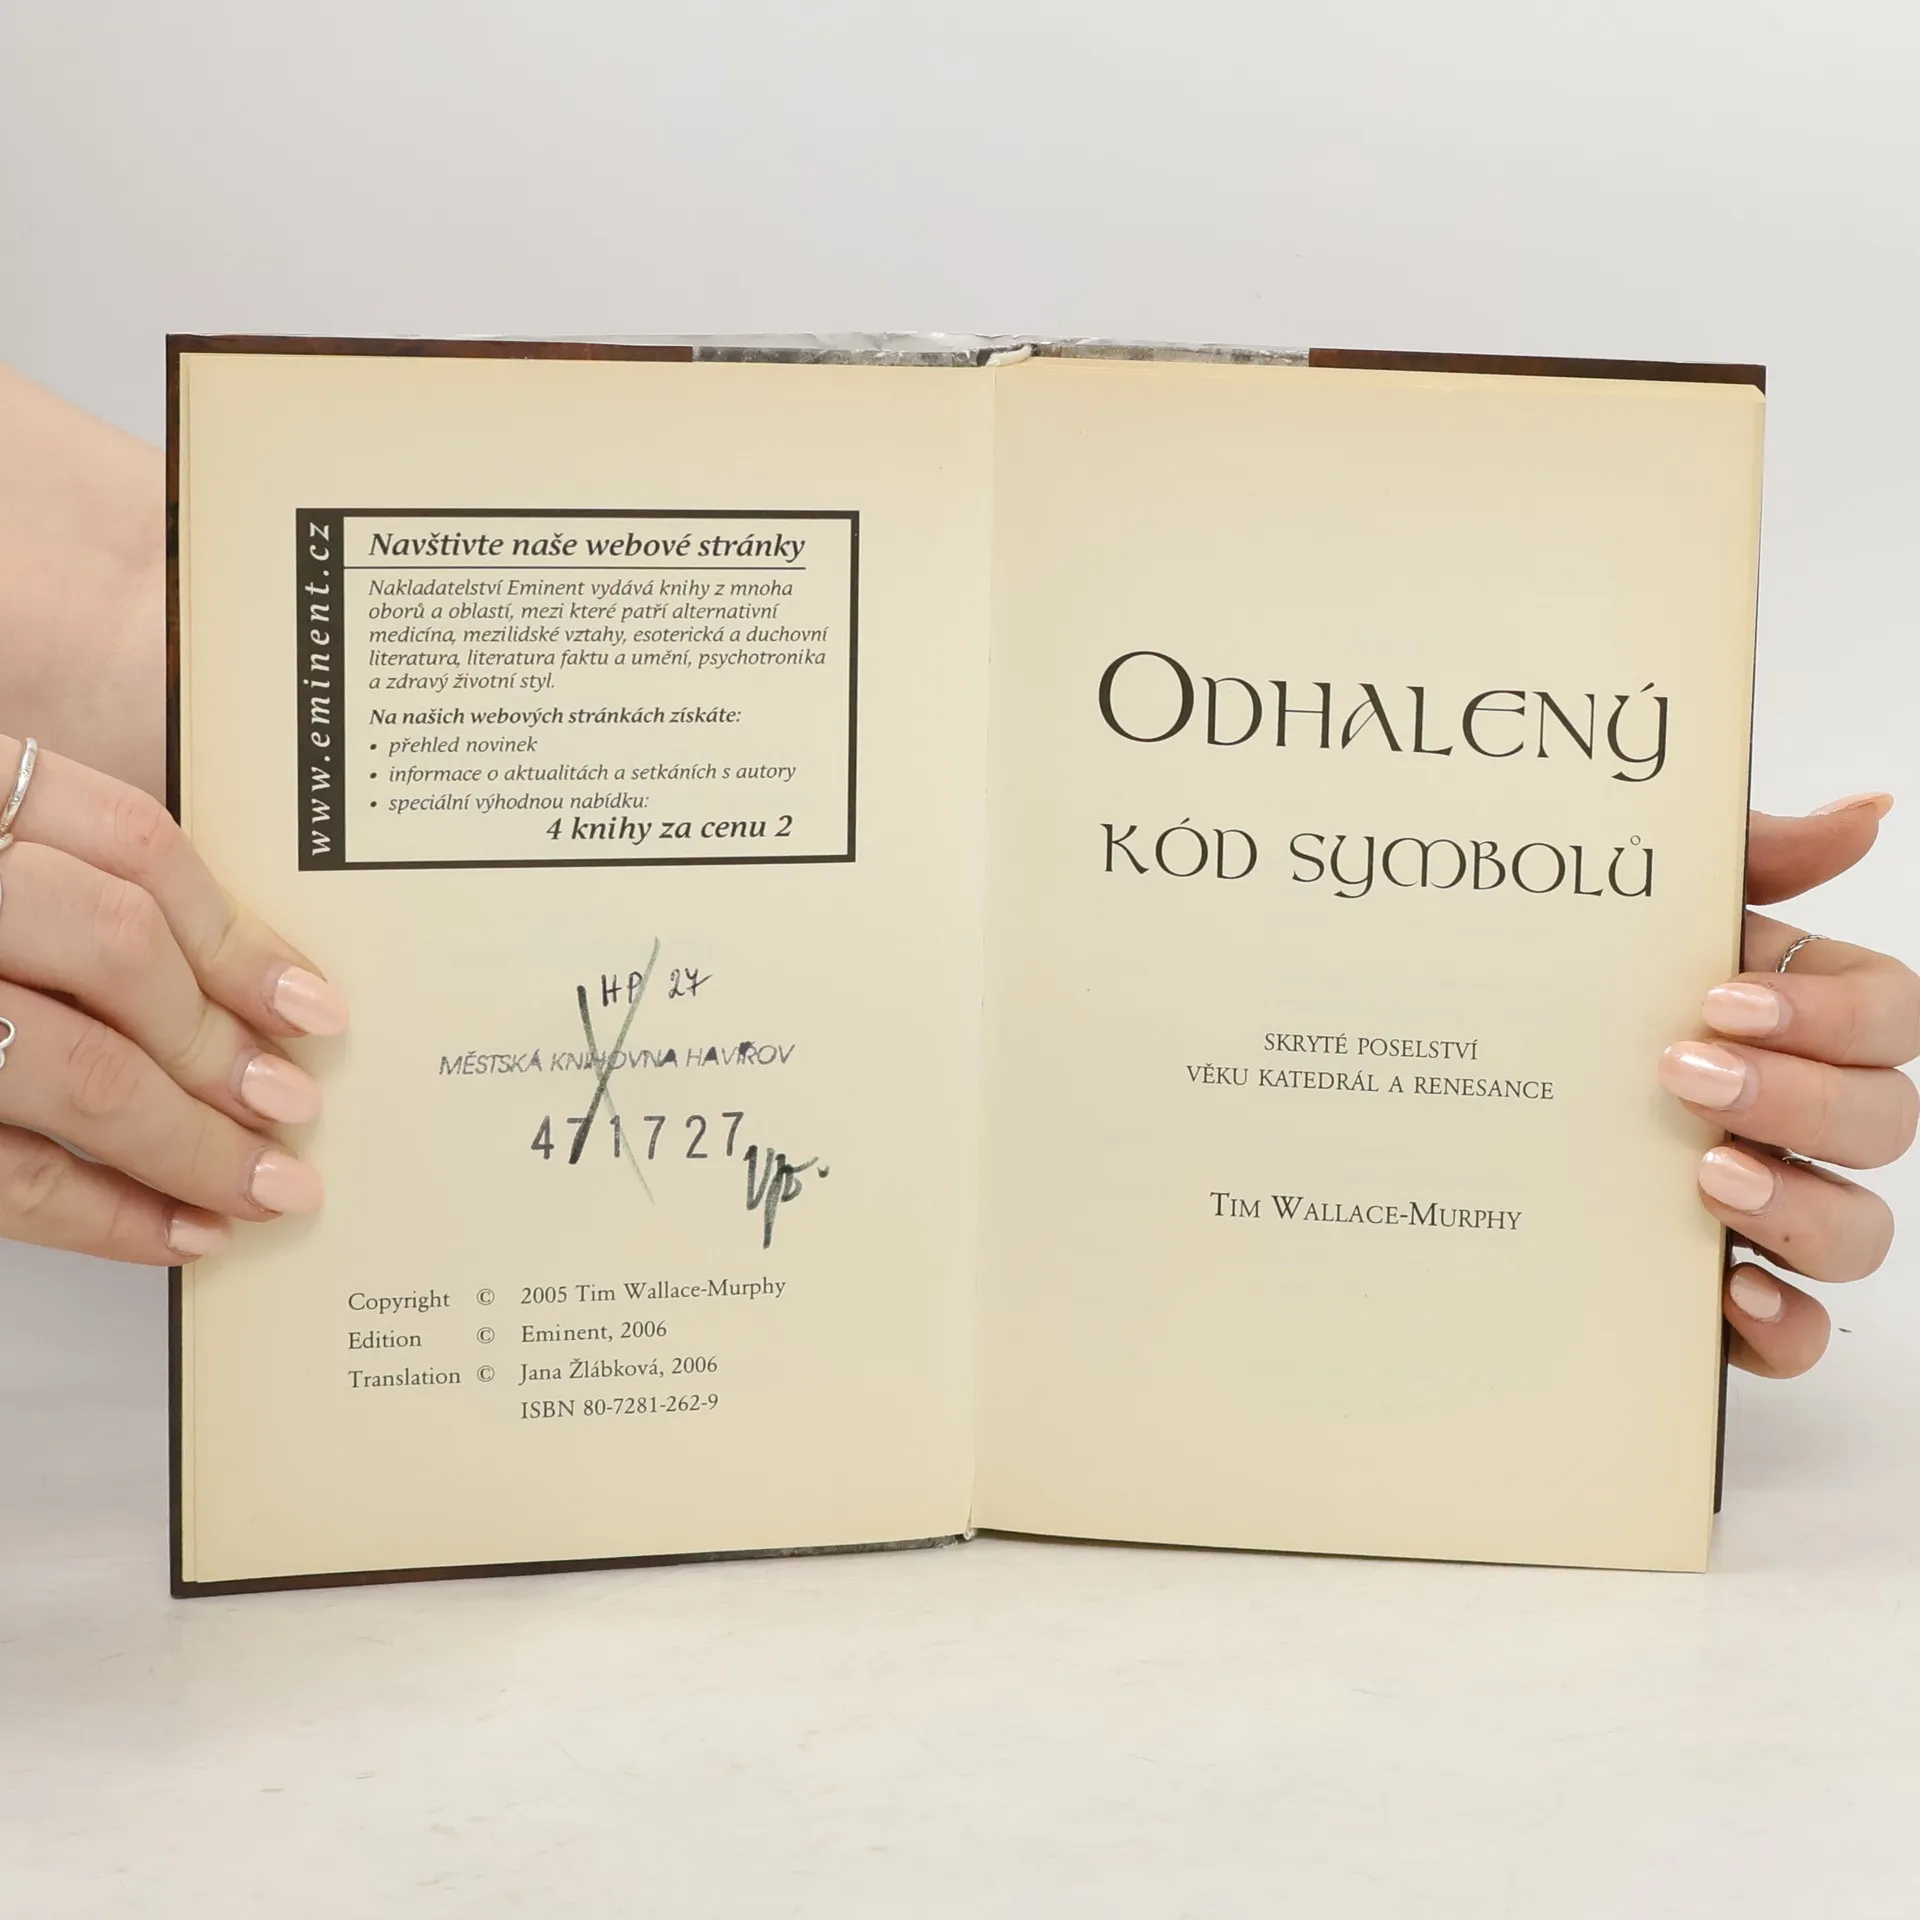 www.eminent.cz
Navštivte naše webové stránky
Nakladatelství Eminent vydává knihy z mnoha
oborů a oblastí, mezi které patří alternativní
medicína, mezilidské vztahy, esoterická a duchovní
literatura, literatura faktu a umění, psychotronika
a zdravý životní styl.
Na našich webových stránkách získáte:
• přehled novinek
• informace o aktualitách a setkáních s autory
• speciální výhodnou nabídku:
4 knihy za cenu 2
HP 27
MĚSTSKÁ KNIHOVNA HAVÍŘOV
471727
Copyright © 2005 Tim Wallace-Murphy
Edition © Eminent, 2006
Translation © Jana Žlábková, 2006
ISBN 80-7281-262-9
ODHALENÝ
KÓD SYMBOLŮ
SKRYTÉ POSELSTVÍ
VĚKU KATEDRÁL A RENESANCE
TIM WALLACE-MURPHY